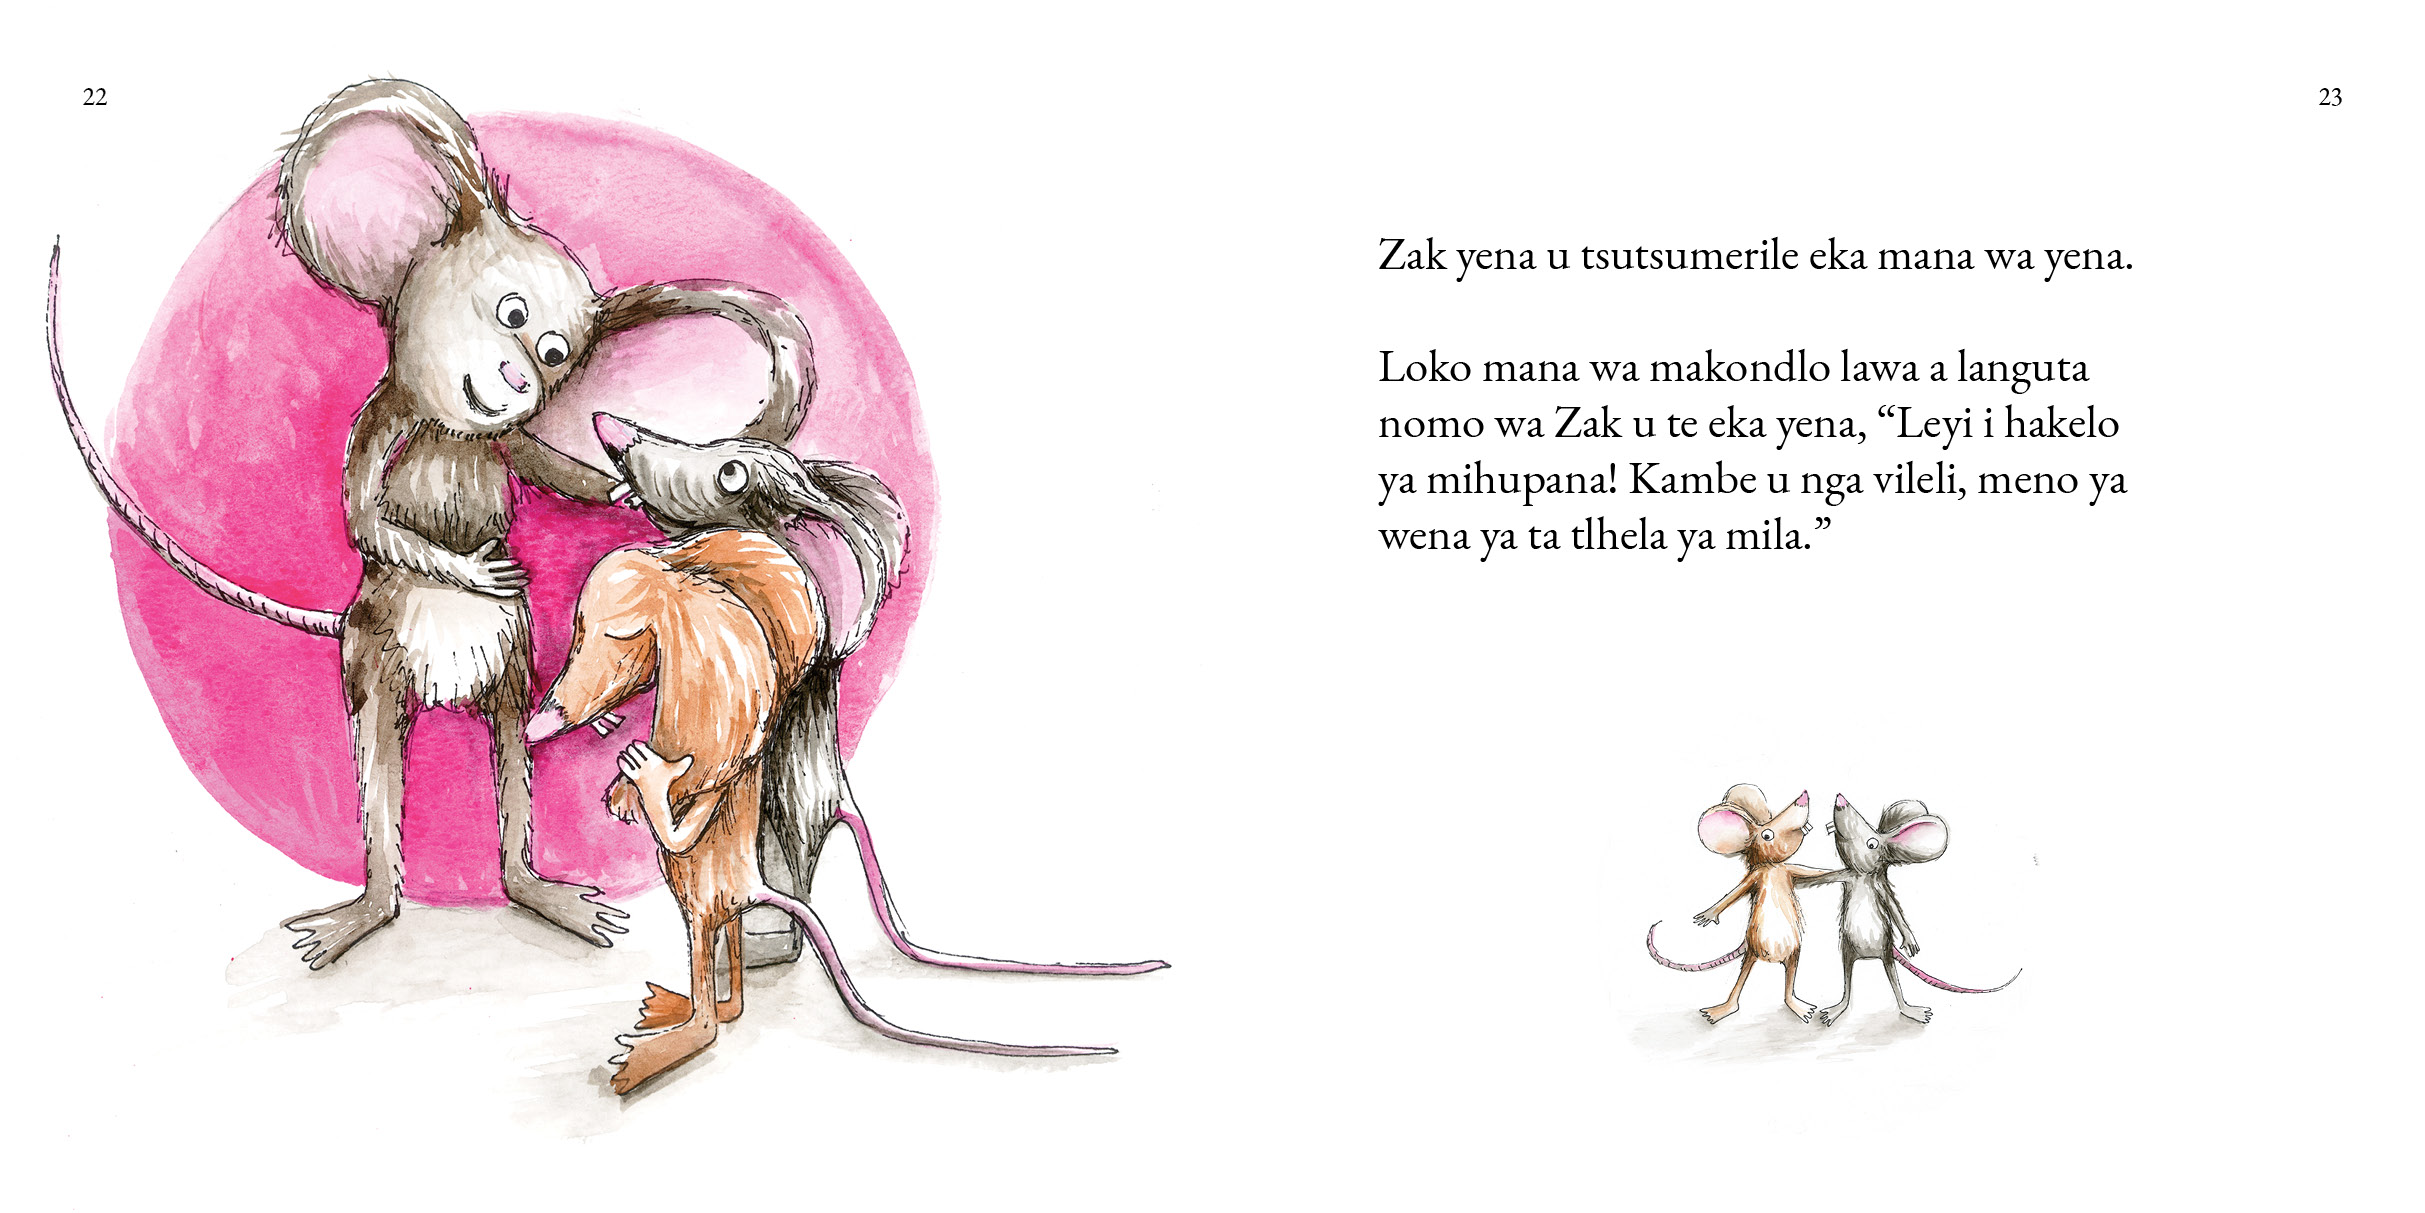 22
23
Zak yena u tsutsumerile eka mana wa yena.
Loko mana wa makondlo lawa a languta
nomo wa Zak u te eka yena, “Leyi i hakelo
ya mihupana! Kambe u nga vileli, meno ya
wena ya ta tlhela ya mila.”